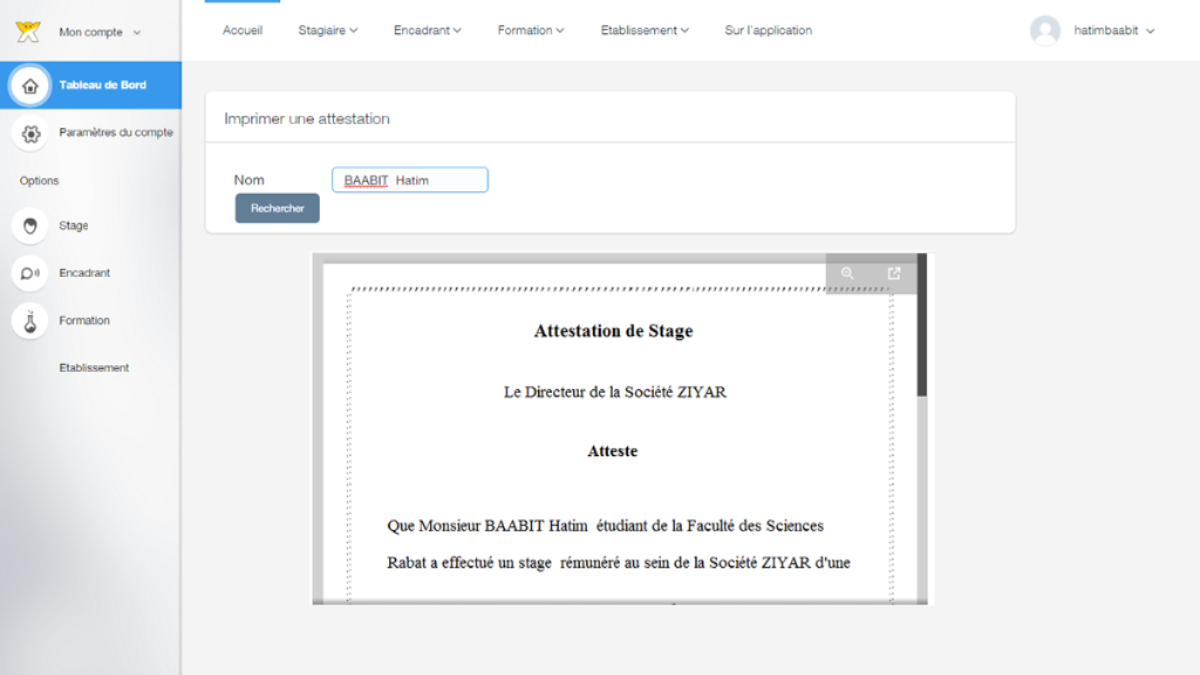 Mon compte
Accueil Stagiaire Encadrant Formation Etablissement Sur l'application hatimbaabit
Tableau de Bord
Paramètres du compte
Options
Stage
Encadrant
Formation
Etablissement
Imprimer une attestation
Nom BAABIT Hatim
Rechercher
Attestation de Stage
Le Directeur de la Société ZIYAR
Atteste
Que Monsieur BAABIT Hatim étudiant de la Faculté des Sciences
Rabat a effectué un stage rémunéré au sein de la Société ZIYAR d'une